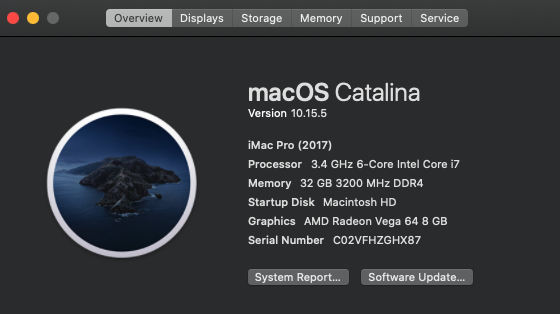 Overview Displays Storage Memory Support Service
macOS Catalina
Version 10.15.5
iMac Pro (2017)
Processor 3.4 GHz 6-Core Intel Core i7
Memory 32 GB 3200 MHz DDR4
Startup Disk Macintosh HD
Graphics AMD Radeon Vega 64 8 GB
Serial Number C02VFHZGHX87
System Report... Software Update...